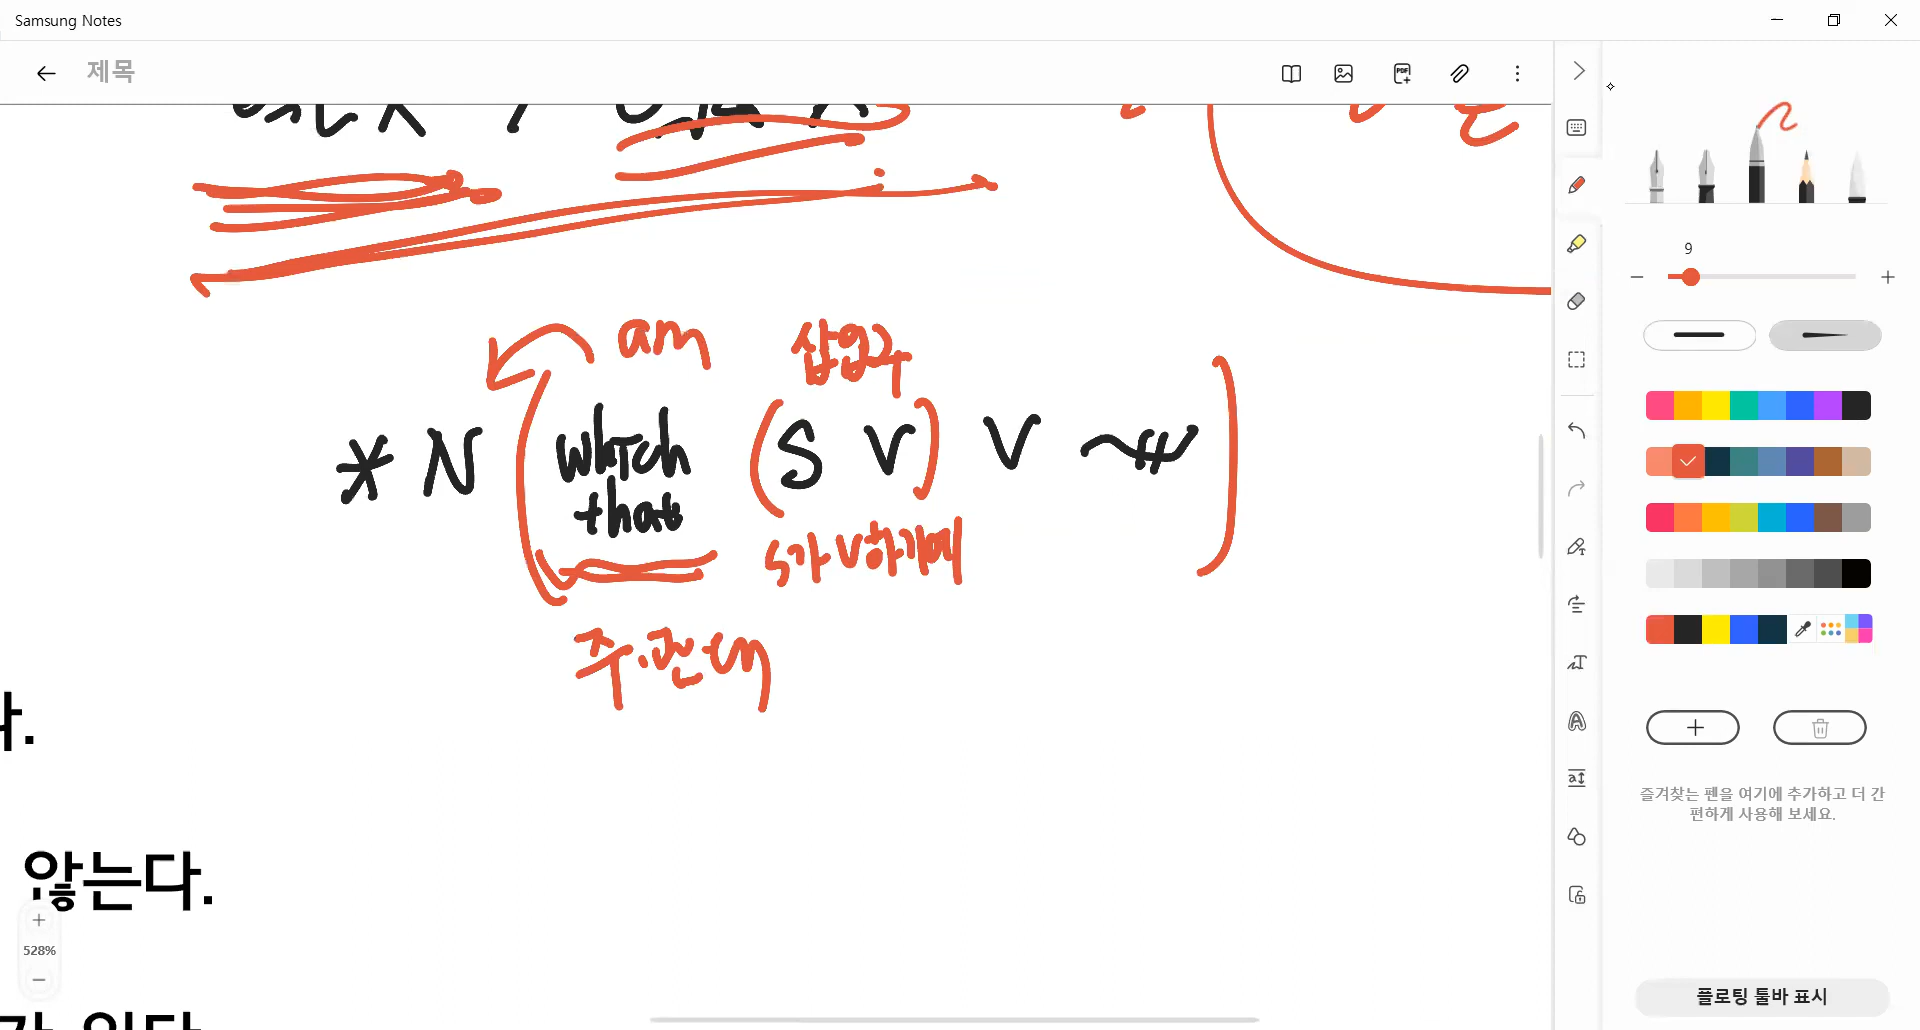 Samsung Notes
제목
am 삽입구
* N which (S V) V ~
that
S가 V하기에
주.관.대
다.
않는다.
528%
9
즐겨찾는 펜을 여기에 추가하고 더 간
편하게 사용해 보세요.
플로팅 툴바 표시